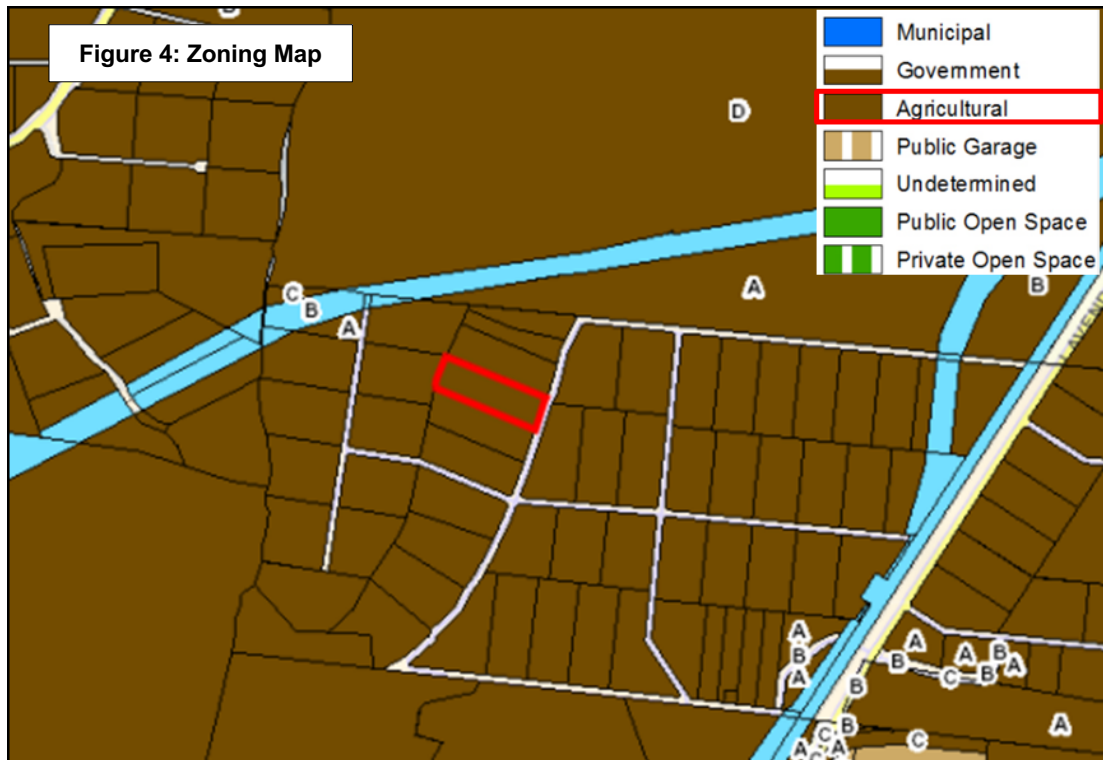 Figure 4: Zoning Map
Municipal
Government
Agricultural
Public Garage
Undetermined
Public Open Space
Private Open Space
D
C
B
A
A
B
A
B
A
A
B
A
B
C
B
A
B
B
C
A
A
C
A